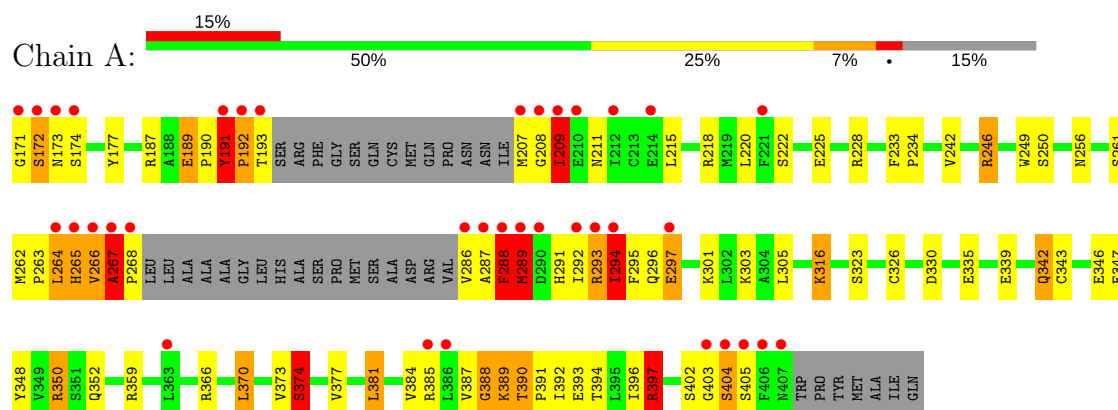 15%
Chain A:
50% 25% 7% • 15%
G171 S172 N173 S174 Y177 R187 A188 E189 P190 Y191 P192 T193 SER ARG PHE GLY SER GLN CYS MET GLN PRO ASN ASN ILE M207 G208 I209 E210 N211 I212 C213 E214 L215 R218 M219 L220 F221 S222 E225 R228 F233 P234 V242 R246 W249 S250 N256 S261
M262 P263 L264 H265 V266 A267 P268 LEU LEU ALA ALA ALA GLY LEU HIS ALA SER PRO MET SER ALA ASP ARG VAL V286 A287 F288 M289 D290 H291 I292 R293 I294 F295 Q296 E297 K301 L302 K303 A304 L305 K316 S323 C326 D330 E335 E339 Q342 C343 E346 E347
Y348 V349 R350 S351 Q352 R359 L363 R366 L370 V373 S374 V377 L381 V384 R385 L386 V387 G388 K389 T390 P391 I392 E393 T394 L395 I396 R397 S402 G403 S404 S405 F406 N407 TRP PRO TYR MET ALA ILE GLN